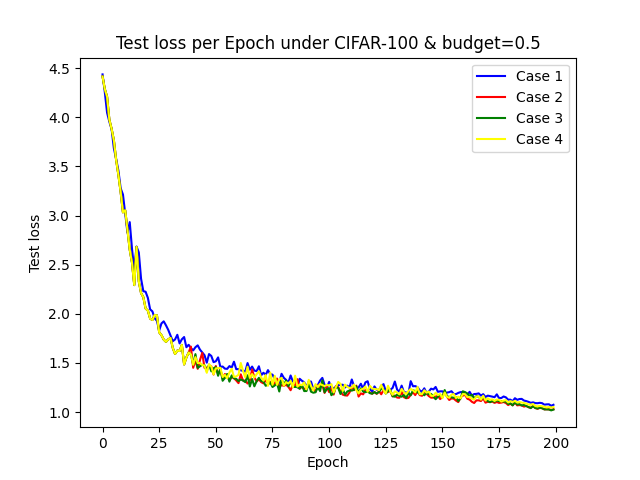 Test loss per Epoch under CIFAR-100 & budget=0.5
Test loss
4.5
4.0
3.5
3.0
2.5
2.0
1.5
1.0
Case 1
Case 2
Case 3
Case 4
0
25
50
75
100
125
150
175
200
Epoch